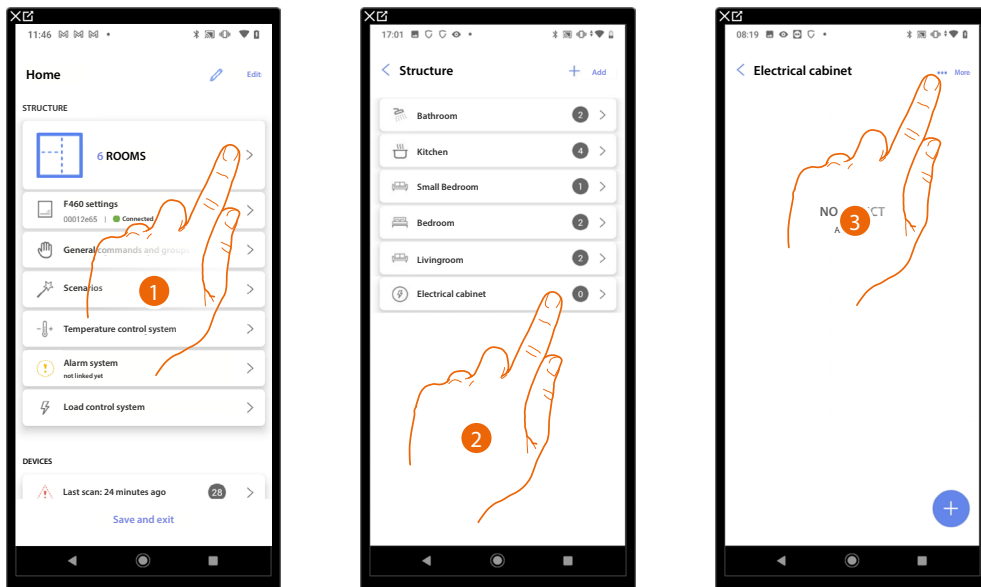 11:46
Home
Edit
STRUCTURE
6 ROOMS
F460 settings
00012e65 | Connected
General commands and groups
Scenarios
1
- +
Temperature control system
Alarm system
not linked yet
Load control system
DEVICES
Last scan: 24 minutes ago 28
Save and exit
17:01
Structure
+ Add
Bathroom 2
Kitchen 4
Small Bedroom 1
Bedroom 2
Livingroom 2
Electrical cabinet 0
2
08:19
Electrical cabinet
More
NO CT
A
3
+